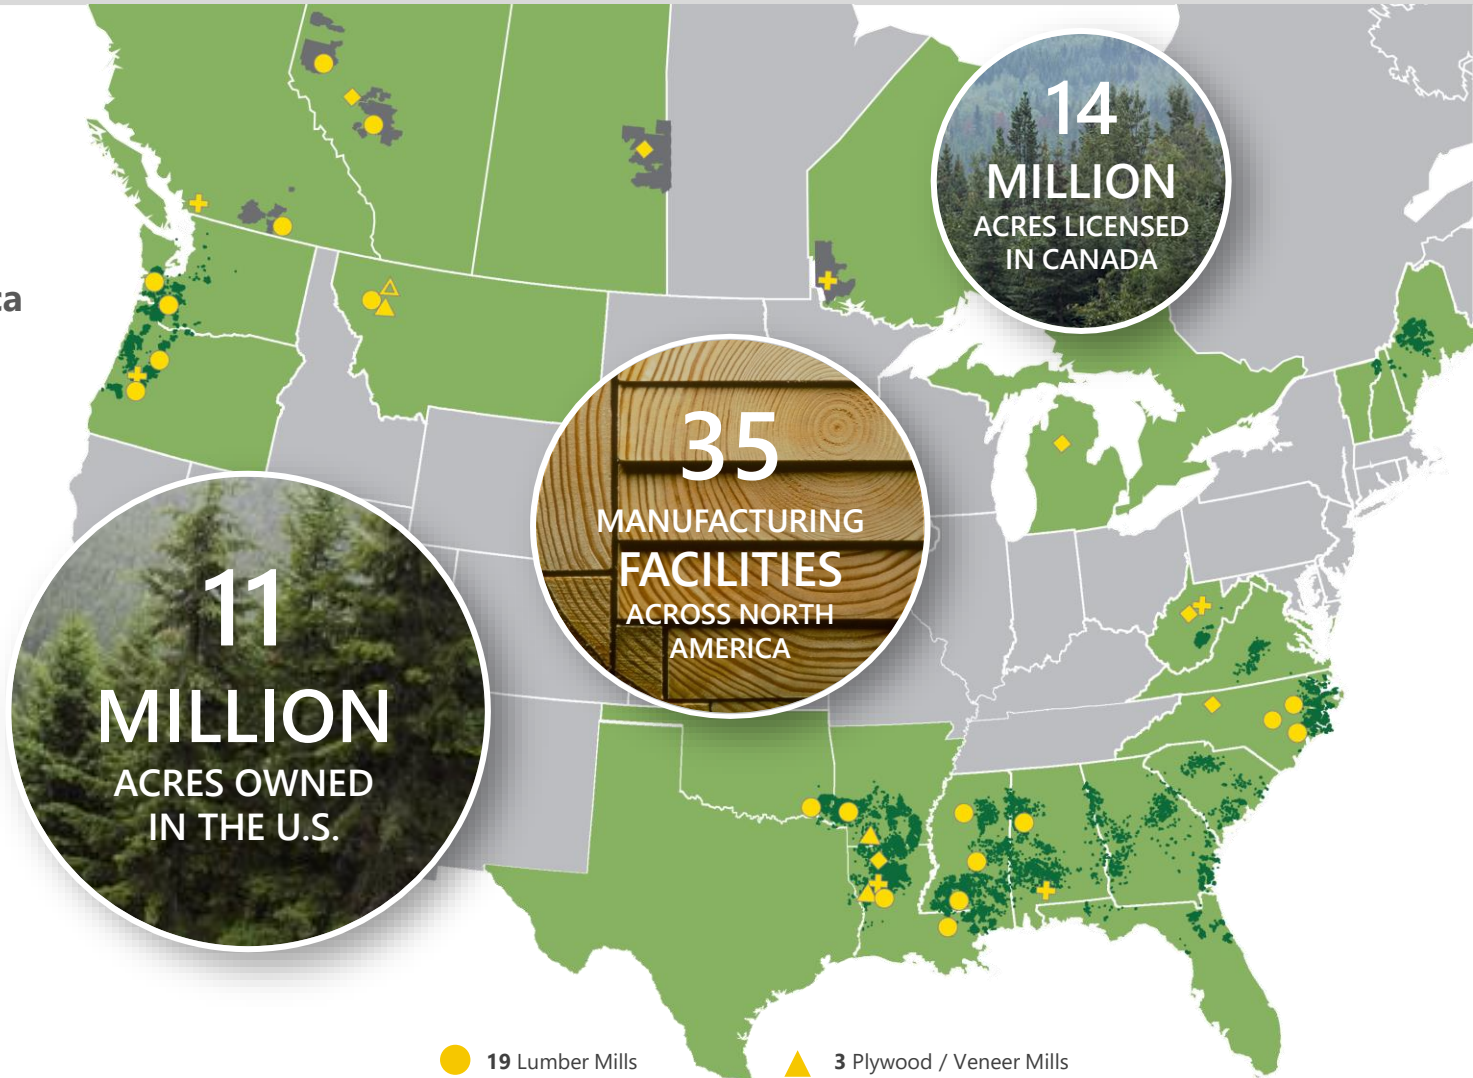 14
MILLION
ACRES LICENSED
IN CANADA
ta
35
MANUFACTURING
FACILITIES
ACROSS NORTH
AMERICA
11
MILLION
ACRES OWNED
IN THE U.S.
19 Lumber Mills
3 Plywood / Veneer Mills